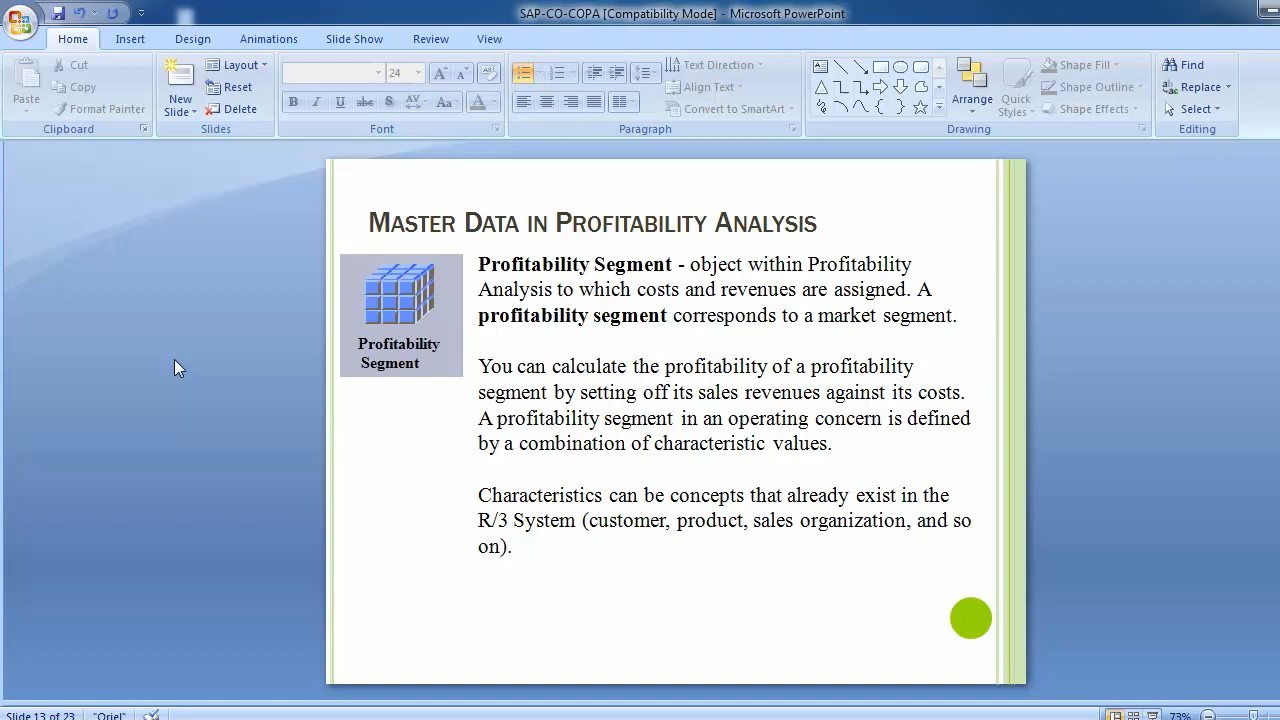 SAP-CO-COPA [Compatibility Mode] - Microsoft PowerPoint
Home Insert Design Animations Slide Show Review View
Paste
Cut
Copy
Format Painter
Clipboard
New
Slide
Layout
Reset
Delete
Slides
24
B I U abc S AV Aa A
Font
Text Direction
Align Text
Convert to SmartArt
Paragraph
Arrange
Quick
Styles
Shape Fill
Shape Outline
Shape Effects
Drawing
Find
Replace
Select
Editing
MASTER DATA IN PROFITABILITY ANALYSIS
Profitability
Segment
Profitability Segment - object within Profitability
Analysis to which costs and revenues are assigned. A
profitability segment corresponds to a market segment.
You can calculate the profitability of a profitability
segment by setting off its sales revenues against its costs.
A profitability segment in an operating concern is defined
by a combination of characteristic values.
Characteristics can be concepts that already exist in the
R/3 System (customer, product, sales organization, and so
on).
Slide 13 of 23 "Oriel" 73%